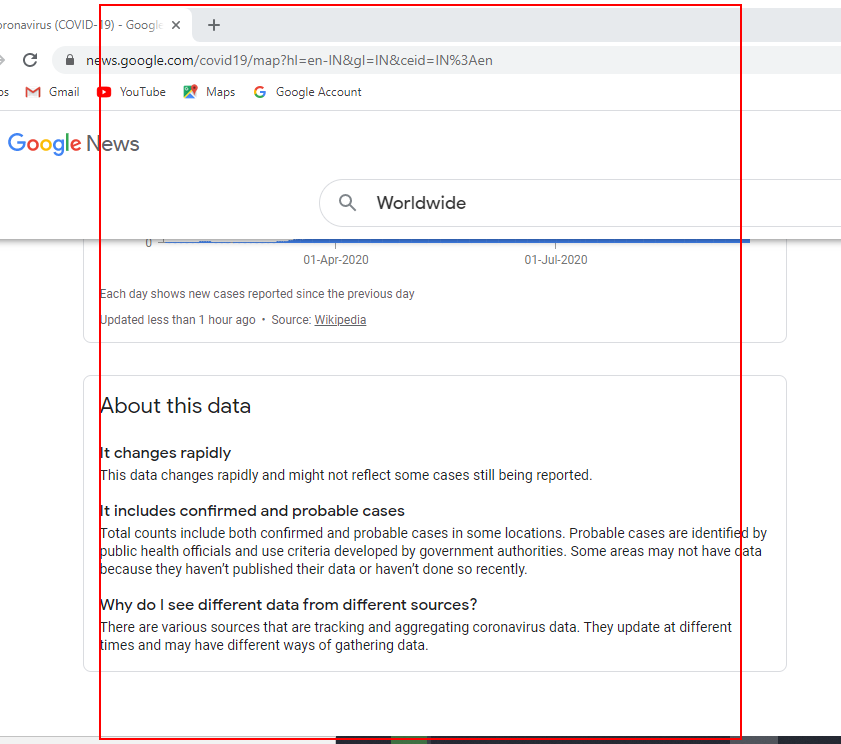 oronavirus (COVID-19) - Google
news.google.com/covid19/map?hl=en-IN&gl=IN&ceid=IN%3Aen
os Gmail YouTube Maps Google Account
Google News
Worldwide
0
01-Apr-2020 01-Jul-2020
Each day shows new cases reported since the previous day
Updated less than 1 hour ago • Source: Wikipedia
About this data
It changes rapidly
This data changes rapidly and might not reflect some cases still being reported.
It includes confirmed and probable cases
Total counts include both confirmed and probable cases in some locations. Probable cases are identified by
public health officials and use criteria developed by government authorities. Some areas may not have data
because they haven’t published their data or haven’t done so recently.
Why do I see different data from different sources?
There are various sources that are tracking and aggregating coronavirus data. They update at different
times and may have different ways of gathering data.